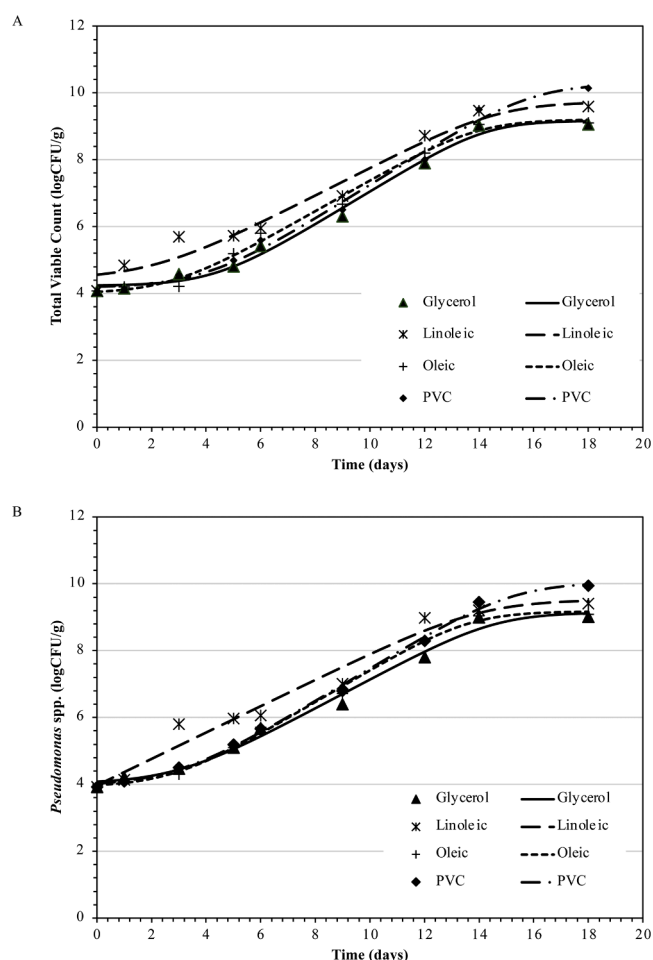 A
12
10
8
6
4
2
0
Total Viable Count (logCFU/g)
Glycerol Glycerol
Linoleic Linoleic
Oleic Oleic
PVC PVC
0 2 4 6 8 10 12 14 16 18 20
Time (days)
B
12
10
8
6
4
2
0
Pseudomonas spp. (logCFU/g)
Glycerol Glycerol
Linoleic Linoleic
Oleic Oleic
PVC PVC
0 2 4 6 8 10 12 14 16 18 20
Time (days)